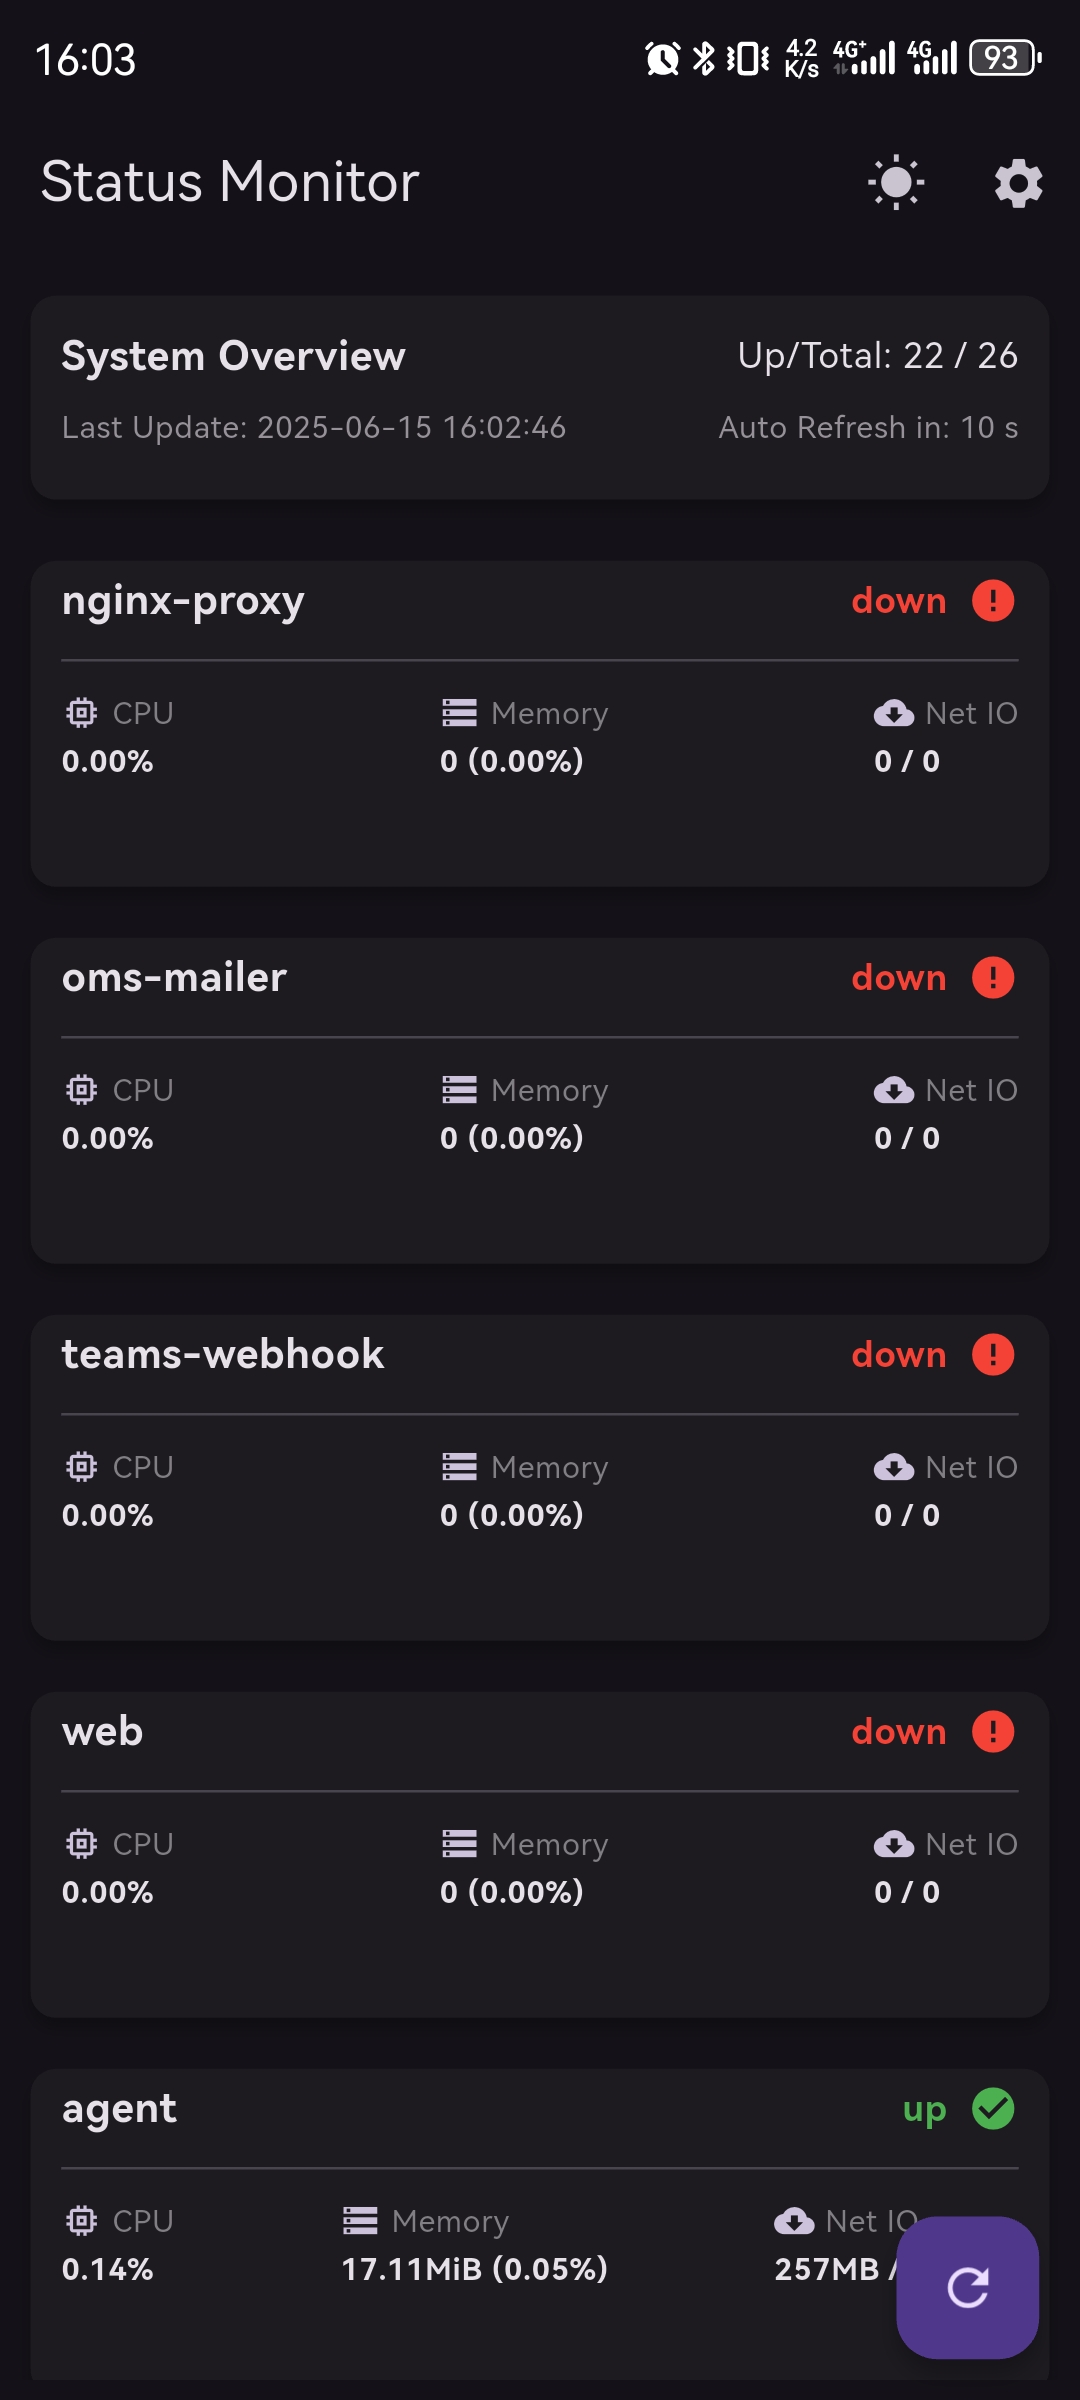 16:03
4.2 K/s 4G+ 4G 93
Status Monitor
System Overview Up/Total: 22 / 26
Last Update: 2025-06-15 16:02:46 Auto Refresh in: 10 s
nginx-proxy down
CPU Memory Net IO
0.00% 0 (0.00%) 0 / 0
oms-mailer down
CPU Memory Net IO
0.00% 0 (0.00%) 0 / 0
teams-webhook down
CPU Memory Net IO
0.00% 0 (0.00%) 0 / 0
web down
CPU Memory Net IO
0.00% 0 (0.00%) 0 / 0
agent up
CPU Memory Net IO
0.14% 17.11MiB (0.05%) 257MB /